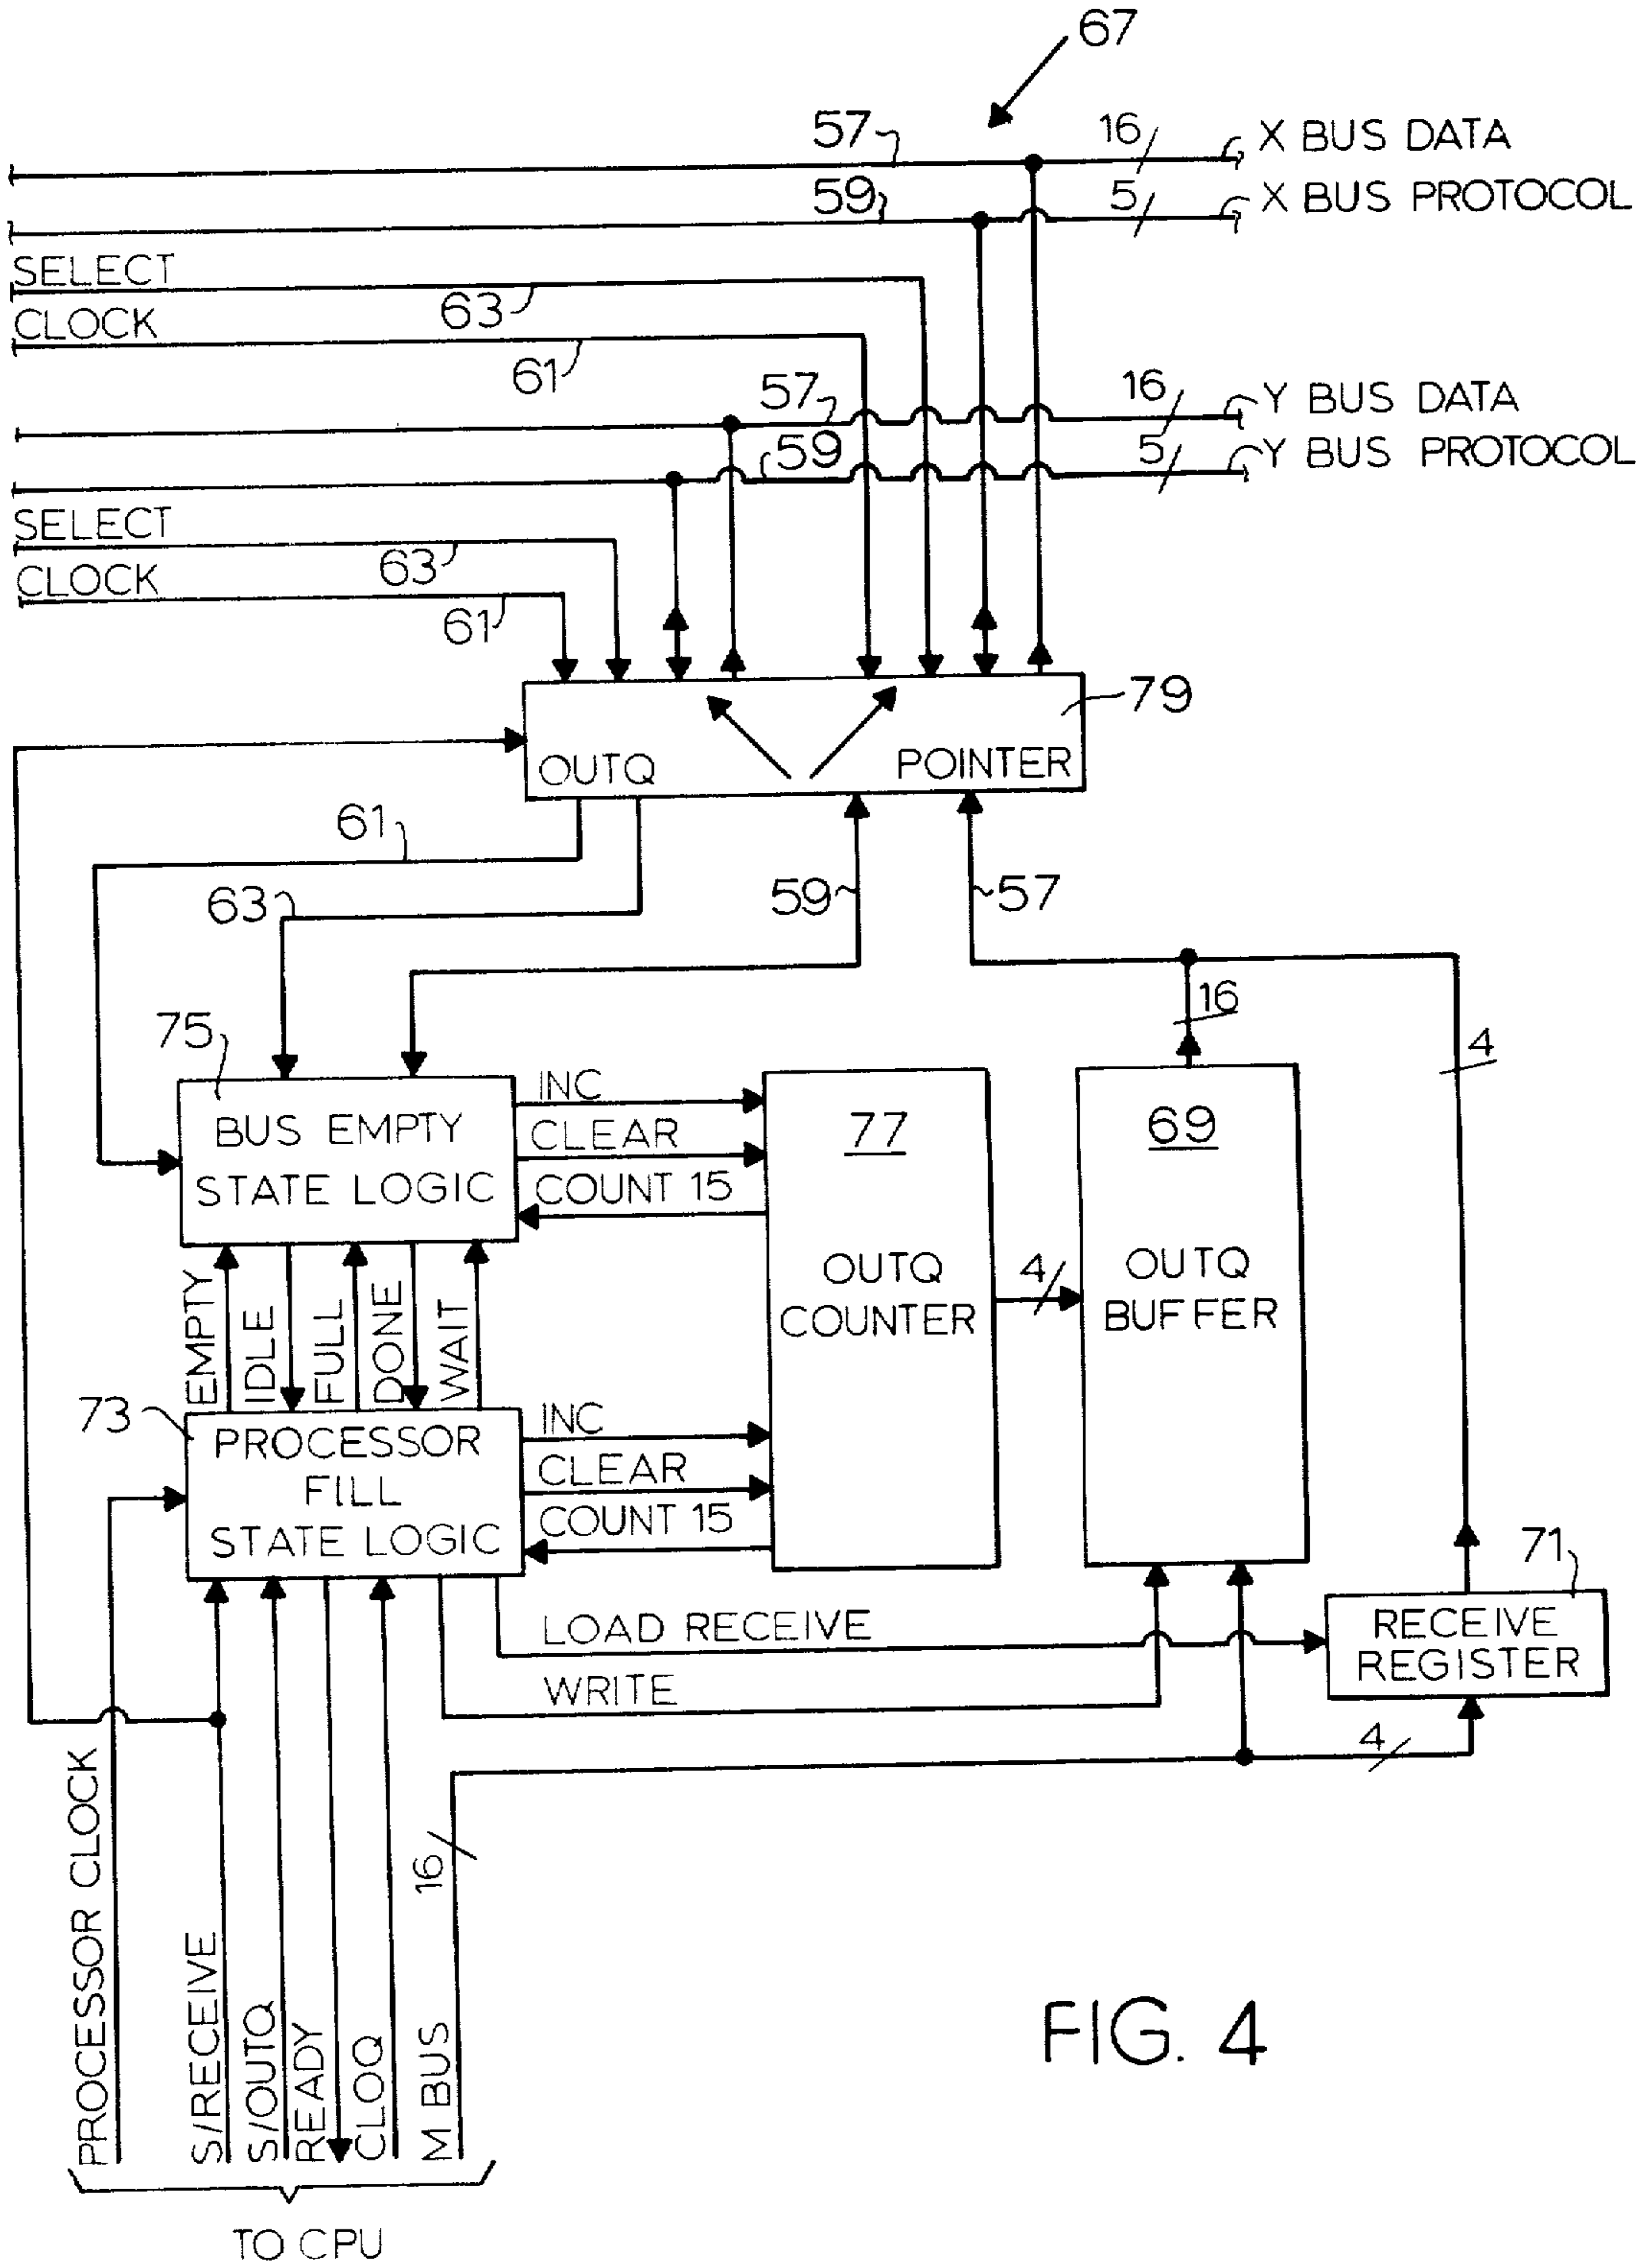 67
57
16
X BUS DATA
59
5
X BUS PROTOCOL
SELECT
63
CLOCK
61
57
16
Y BUS DATA
59
5
Y BUS PROTOCOL
SELECT
63
CLOCK
61
79
OUTQ
POINTER
61
63
59
57
16
4
75
BUS EMPTY
STATE LOGIC
INC
CLEAR
COUNT 15
77
OUTQ
COUNTER
4
69
OUTQ
BUFFER
EMPTY
IDLE
FULL
DONE
WAIT
73
PROCESSOR
FILL
STATE LOGIC
INC
CLEAR
COUNT 15
71
RECEIVE
REGISTER
LOAD RECEIVE
WRITE
4
16
PROCESSOR CLOCK
S/RECEIVE
S/OUTQ
READY
CLOQ
M BUS
TO CPU
FIG. 4